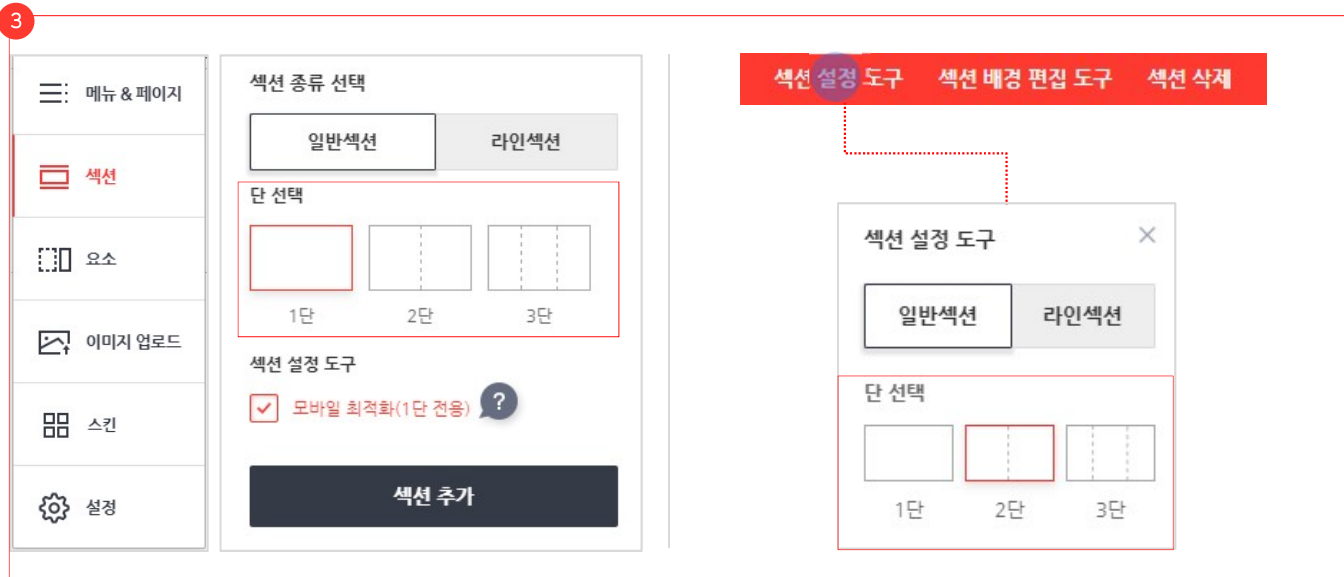 3
메뉴 & 페이지
섹션
요소
이미지 업로드
스킨
설정
섹션 종류 선택
일반섹션 라인섹션
단 선택
1단 2단 3단
섹션 설정 도구
모바일 최적화(1단 전용) ?
섹션 추가
섹션 설정 도구 섹션 배경 편집 도구 섹션 삭제
섹션 설정 도구
일반섹션 라인섹션
단 선택
1단 2단 3단